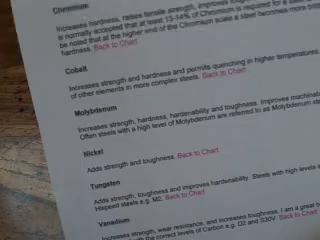 Chromium
Increases hardness, raises tensile strength, improves
is normally accepted that at least 13-14% of Chromium is required for a
be noted that at the higher end of the Chromium scale a steel becomes more
Back to Chart
Cobalt
Increases strength and hardness and permits quenching in higher temperatures.
of other elements in more complex steels. Back to Chart
Molybdenum
Increases strength, hardness, hardenability and toughness. Improves
Often steels with a high level of Molybdenum are referred to as Molybdenum
Nickel
Adds strength and toughness. Back to Chart
Tungsten
Adds strength, toughness and improves hardenability. Steels with high levels
Hispeed steels e.g. M2. Back to Chart
Vanadium
Increases strength, wear resistance, and increases toughness. I am a great
with the correct levels of Carbon e.g. D2 and S30V.